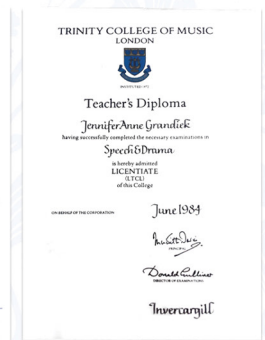 TRINITY COLLEGE OF MUSIC
LONDON
Teacher's Diploma
Jennifer Anne Grandiek
having successfully completed the necessary examinations in
Speech & Drama
is hereby admitted
LICENTIATE
(LTCL)
of this College
ON BEHALF OF THE CORPORATION
June 1984
PRINCIPAL
DIRECTOR OF EXAMINATIONS
Invercargill